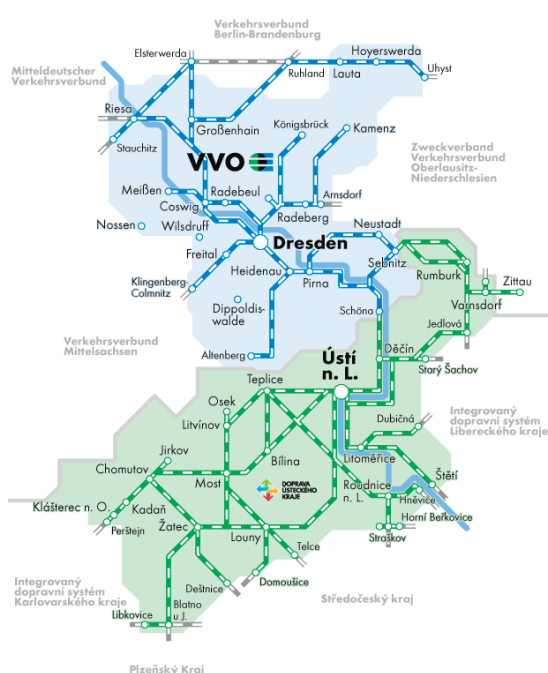 Verkehrsverbund
Berlin-Brandenburg
Elsterwerda
Hoyerswerda
Mitteldeutscher
Verkehrsverbund
Ruhland
Lauta
Uhyst
Riesa
Großenhain
Königsbrück
Kamenz
Stauchitz
VVO
Zweckverband
Verkehrsverbund
Oberlausitz-
Niederschlesien
Meißen
Radebeul
Arnsdorf
Coswig
Radeberg
Nossen
Wilsdruff
Neustadt
Dresden
Freital
Sebnitz
Heidenau
Rumburk
Klingenberg
Colmnitz
Pirna
Zittau
Varnsdorf
Dippoldis-
walde
Schöna
Jedlová
Verkehrsverbund
Mittelsachsen
Altenberg
Ústí
n. L.
Děčín
Starý Šachov
Teplice
Osek
Dubičná
Integrovaný
dopravní systém
Libereckého kraje
Litvínov
Jirkov
Bílina
Litoměřice
Chomutov
Most
DOPRAVA
ÚSTECKÉHO
KRAJE
Roudnice
n. L.
Štětí
Hněvice
Klášterec n. O.
Kadaň
Horní Beřkovice
Perštejn
Žatec
Louny
Straškov
Telce
Integrovaný
dopravní systém
Karlovarského kraje
Deštnice
Domoušice
Středočeský kraj
Libkovice
Blatno
u J.
Plzeňský Kraj